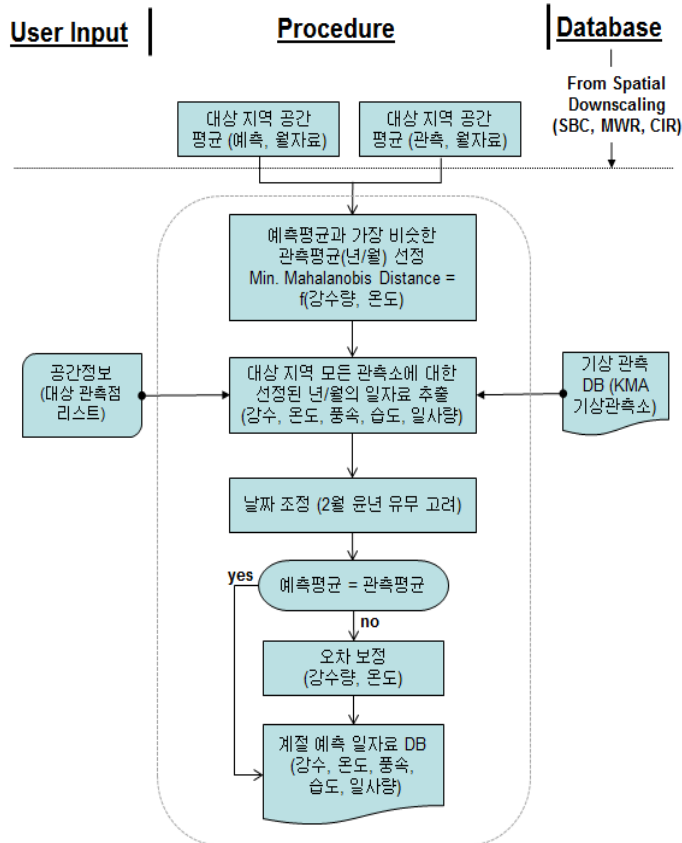 User Input
Procedure
Database
From Spatial
Downscaling
(SBC, MWR, CIR)
대상 지역 공간
평균 (예측, 월자료)
대상 지역 공간
평균 (관측, 월자료)
예측평균과 가장 비슷한
관측평균(년/월) 선정
Min. Mahalanobis Distance =
f(강수량, 온도)
공간정보
(대상 관측점
리스트)
대상 지역 모든 관측소에 대한
선정된 년/월의 일자료 추출
(강수, 온도, 풍속, 습도, 일사량)
기상 관측
DB (KMA
기상관측소)
날짜 조정 (2월 윤년 유무 고려)
yes
예측평균 = 관측평균
no
오차 보정
(강수량, 온도)
계절 예측 일자료 DB
(강수, 온도, 풍속,
습도, 일사량)